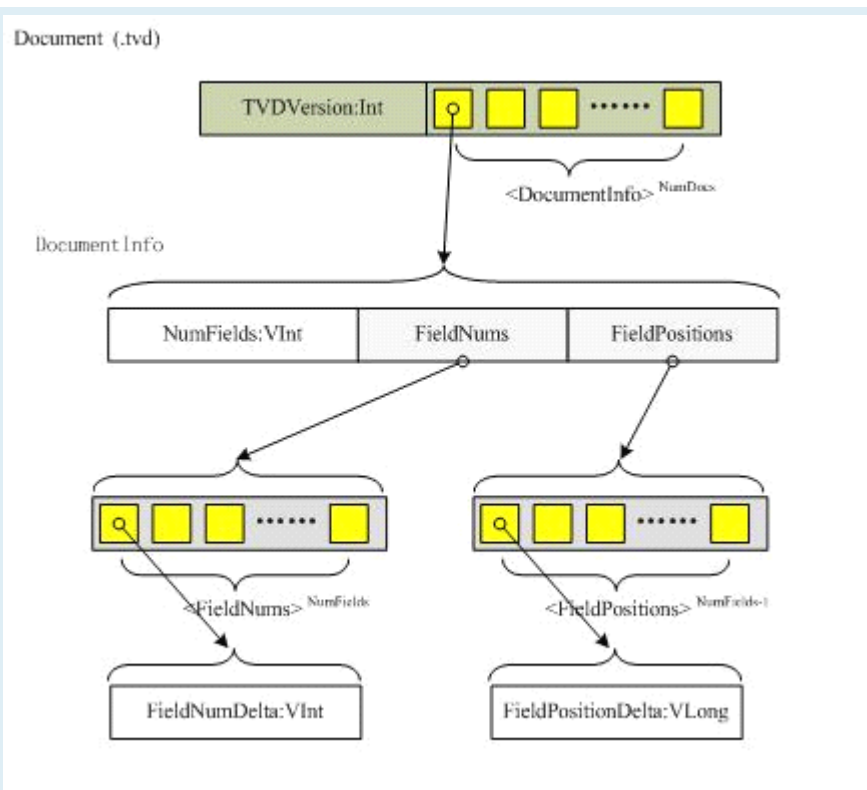 Document (.tvd)
TVDVersion:Int
<DocumentInfo> NumDocs
DocumentInfo
NumFields:VInt FieldNums FieldPositions
<FieldNums> NumFields
<FieldPositions> NumFields-1
FieldNumDelta:VInt
FieldPositionDelta:VLong